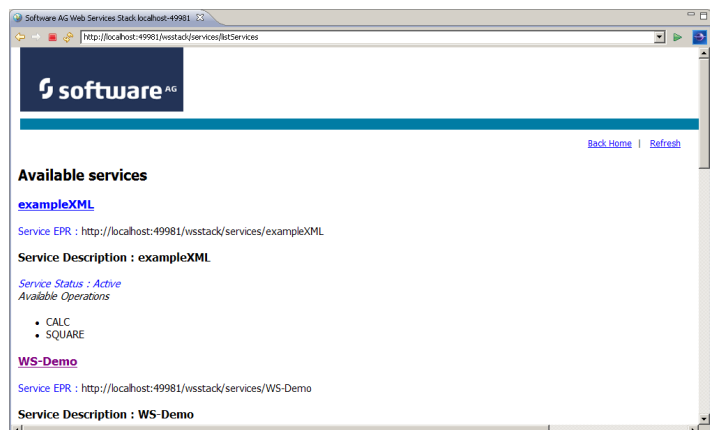 Software AG Web Services Stack localhost-49981
http://localhost:49981/wsstack/services/listServices
software AG
Back Home | Refresh
Available services
exampleXML
Service EPR : http://localhost:49981/wsstack/services/exampleXML
Service Description : exampleXML
Service Status : Active
Available Operations
• CALC
• SQUARE
WS-Demo
Service EPR : http://localhost:49981/wsstack/services/WS-Demo
Service Description : WS-Demo